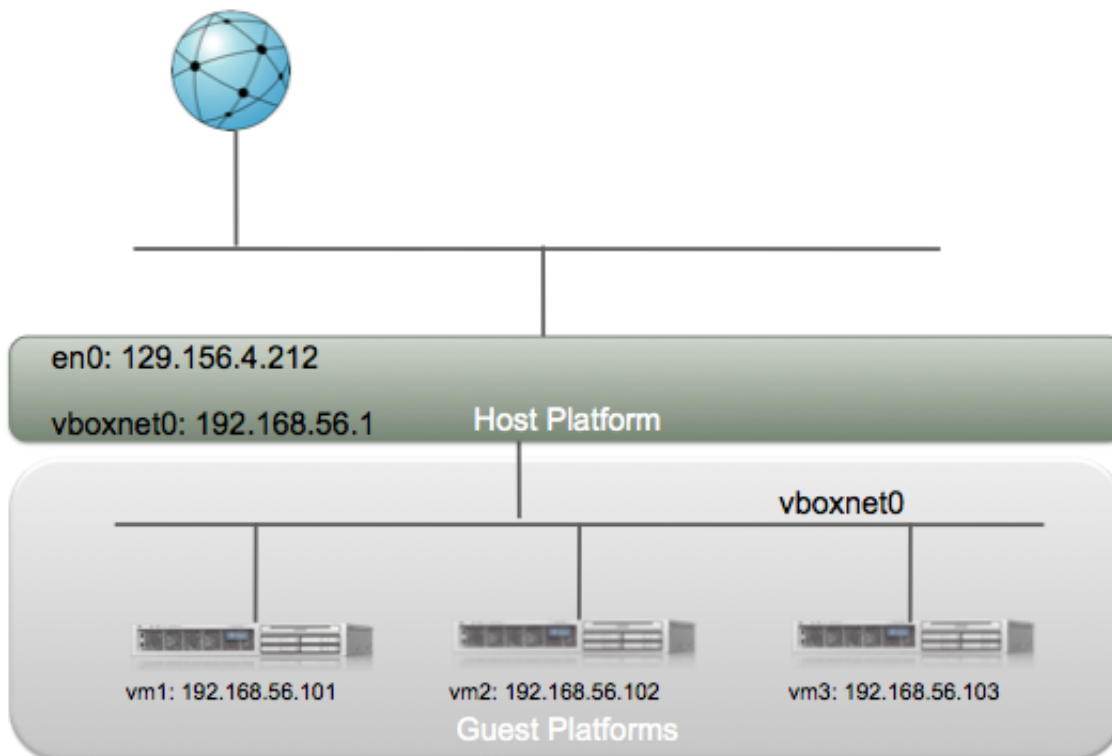 en0: 129.156.4.212
vboxnet0: 192.168.56.1
Host Platform
vboxnet0
vm1: 192.168.56.101
vm2: 192.168.56.102
vm3: 192.168.56.103
Guest Platforms